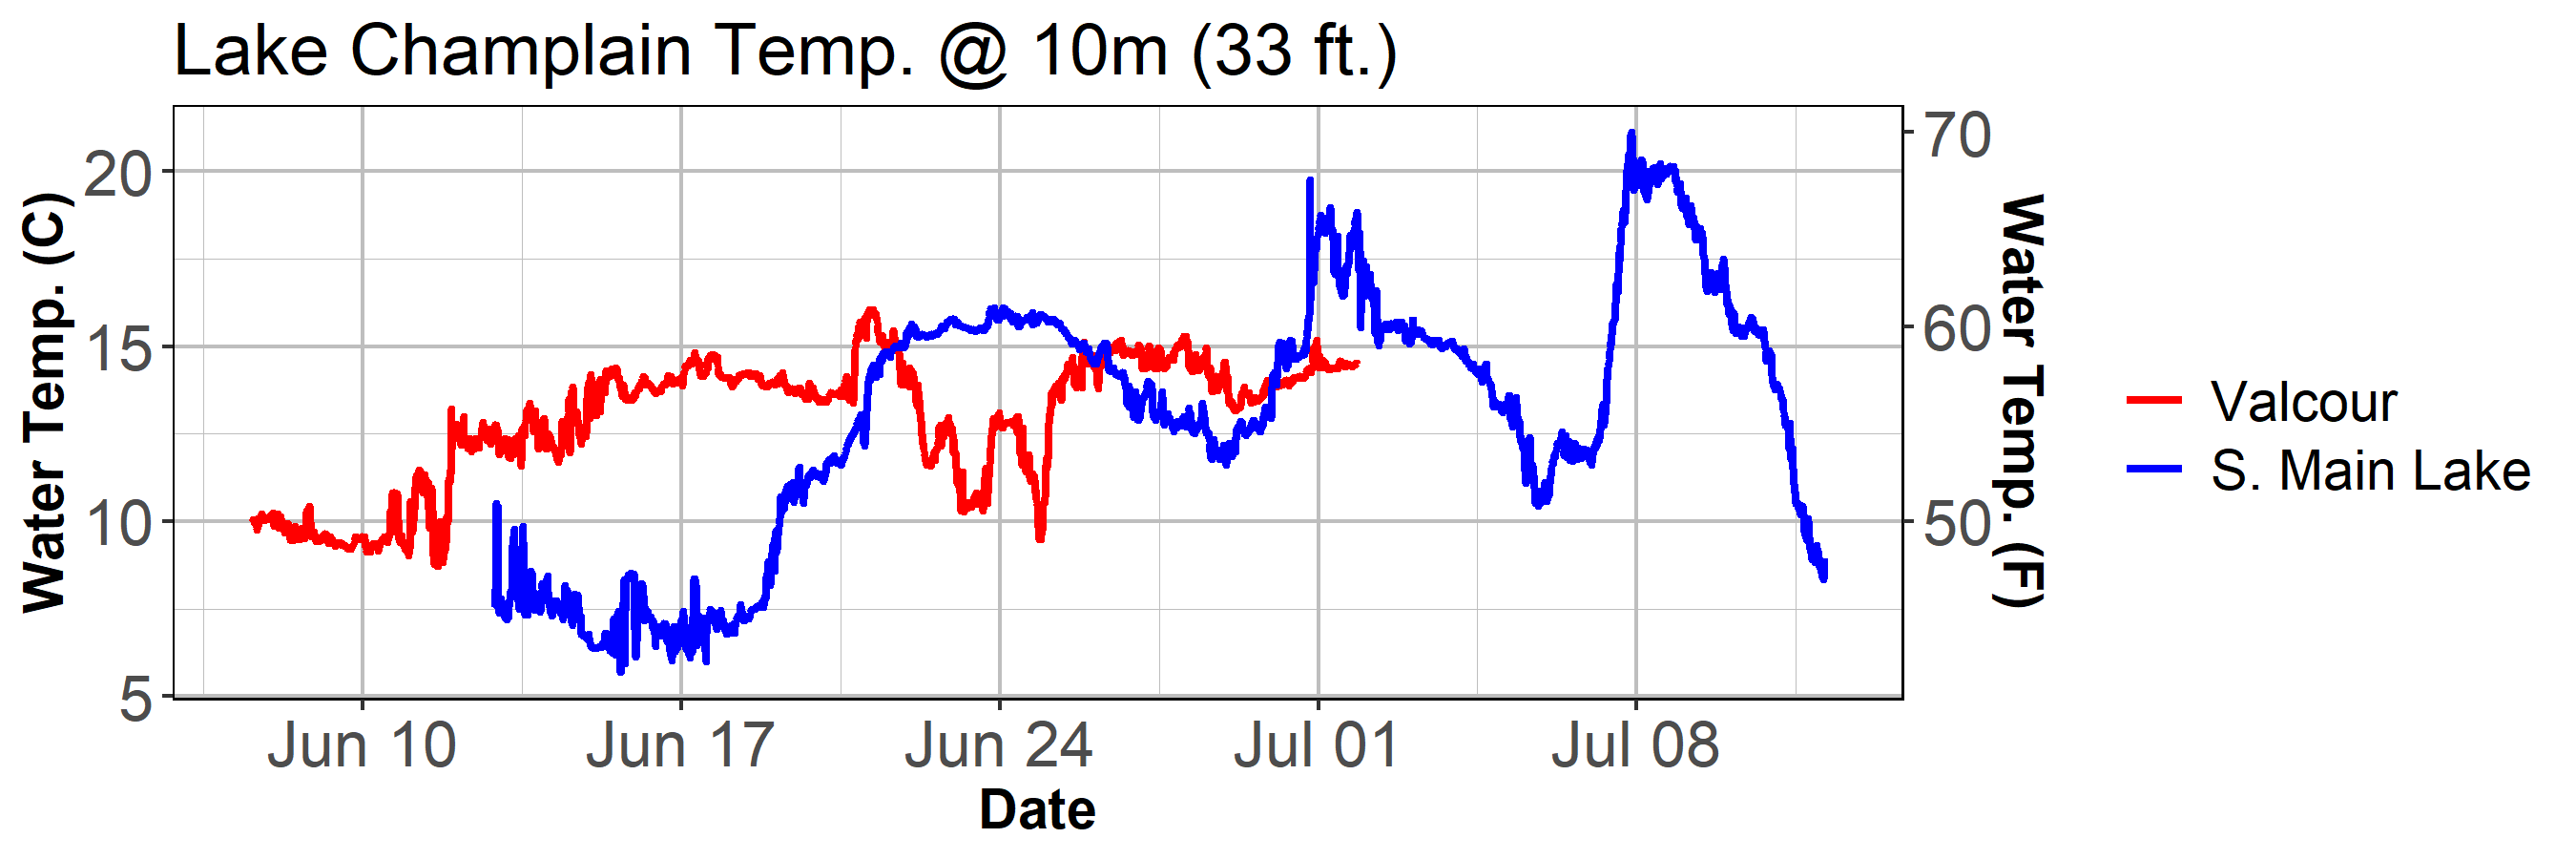 Lake Champlain Temp. @ 10m (33 ft.)
Water Temp. (C)
20
15
10
5
70
60
50
Water Temp. (F)
Jun 10
Jun 17
Jun 24
Jul 01
Jul 08
Date
Valcour
S. Main Lake